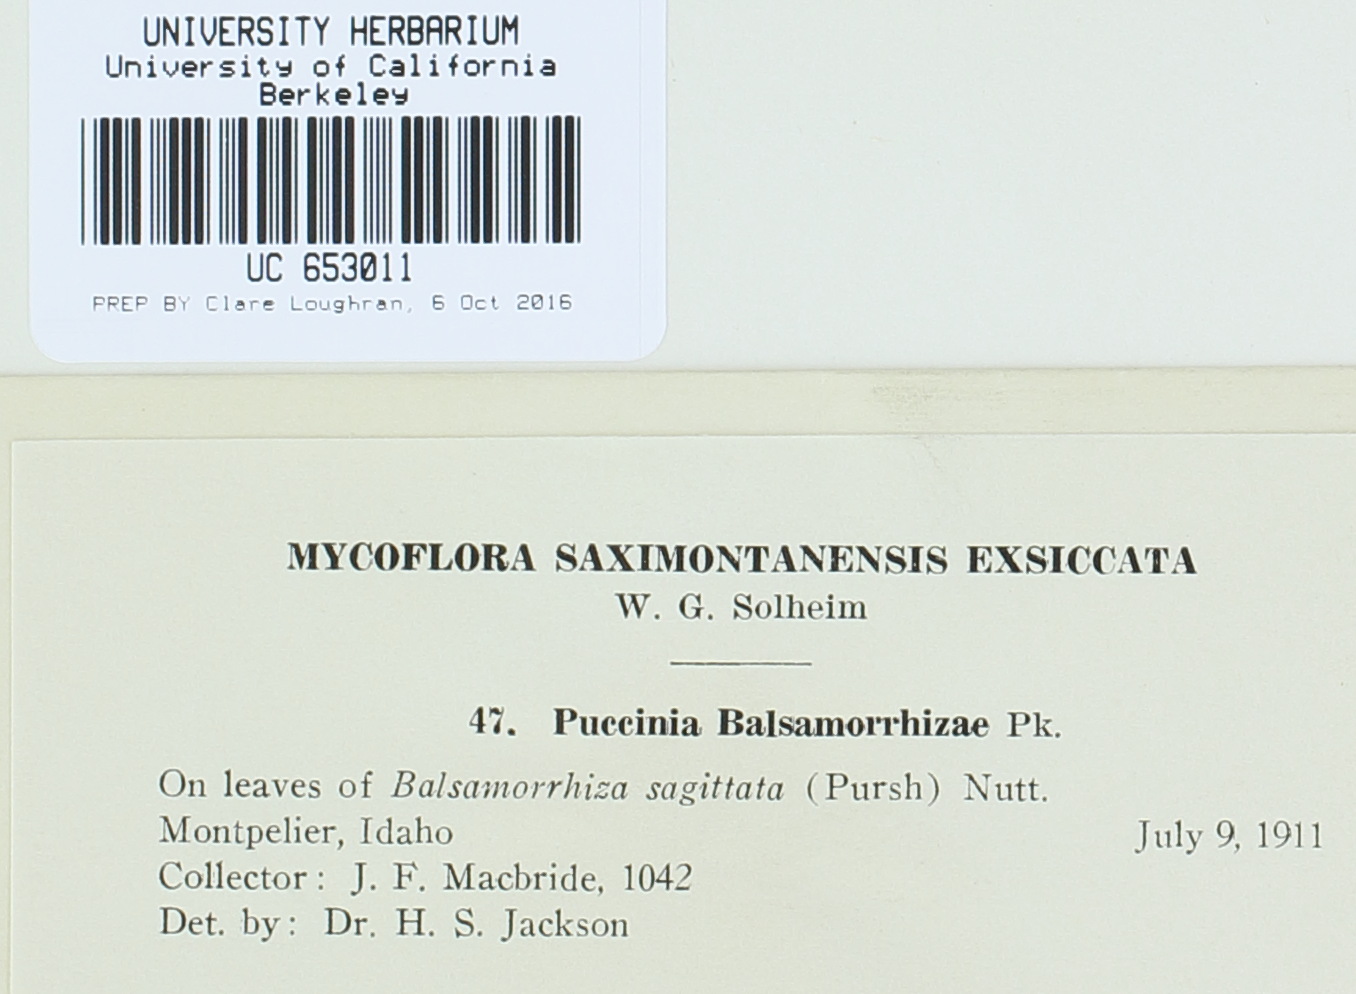 UNIVERSITY HERBARIUM
University of California
Berkeley
UC 653011
PREP BY Clare Loughran, 6 Oct 2016
MYCOFLORA SAXIMONTANENSIS EXSICCATA
W. G. Solheim
47. Puccinia Balsamorrhizae Pk.
On leaves of Balsamorrhiza sagittata (Pursh) Nutt.
Montpelier, Idaho July 9, 1911
Collector: J. F. Macbride, 1042
Det. by: Dr. H. S. Jackson